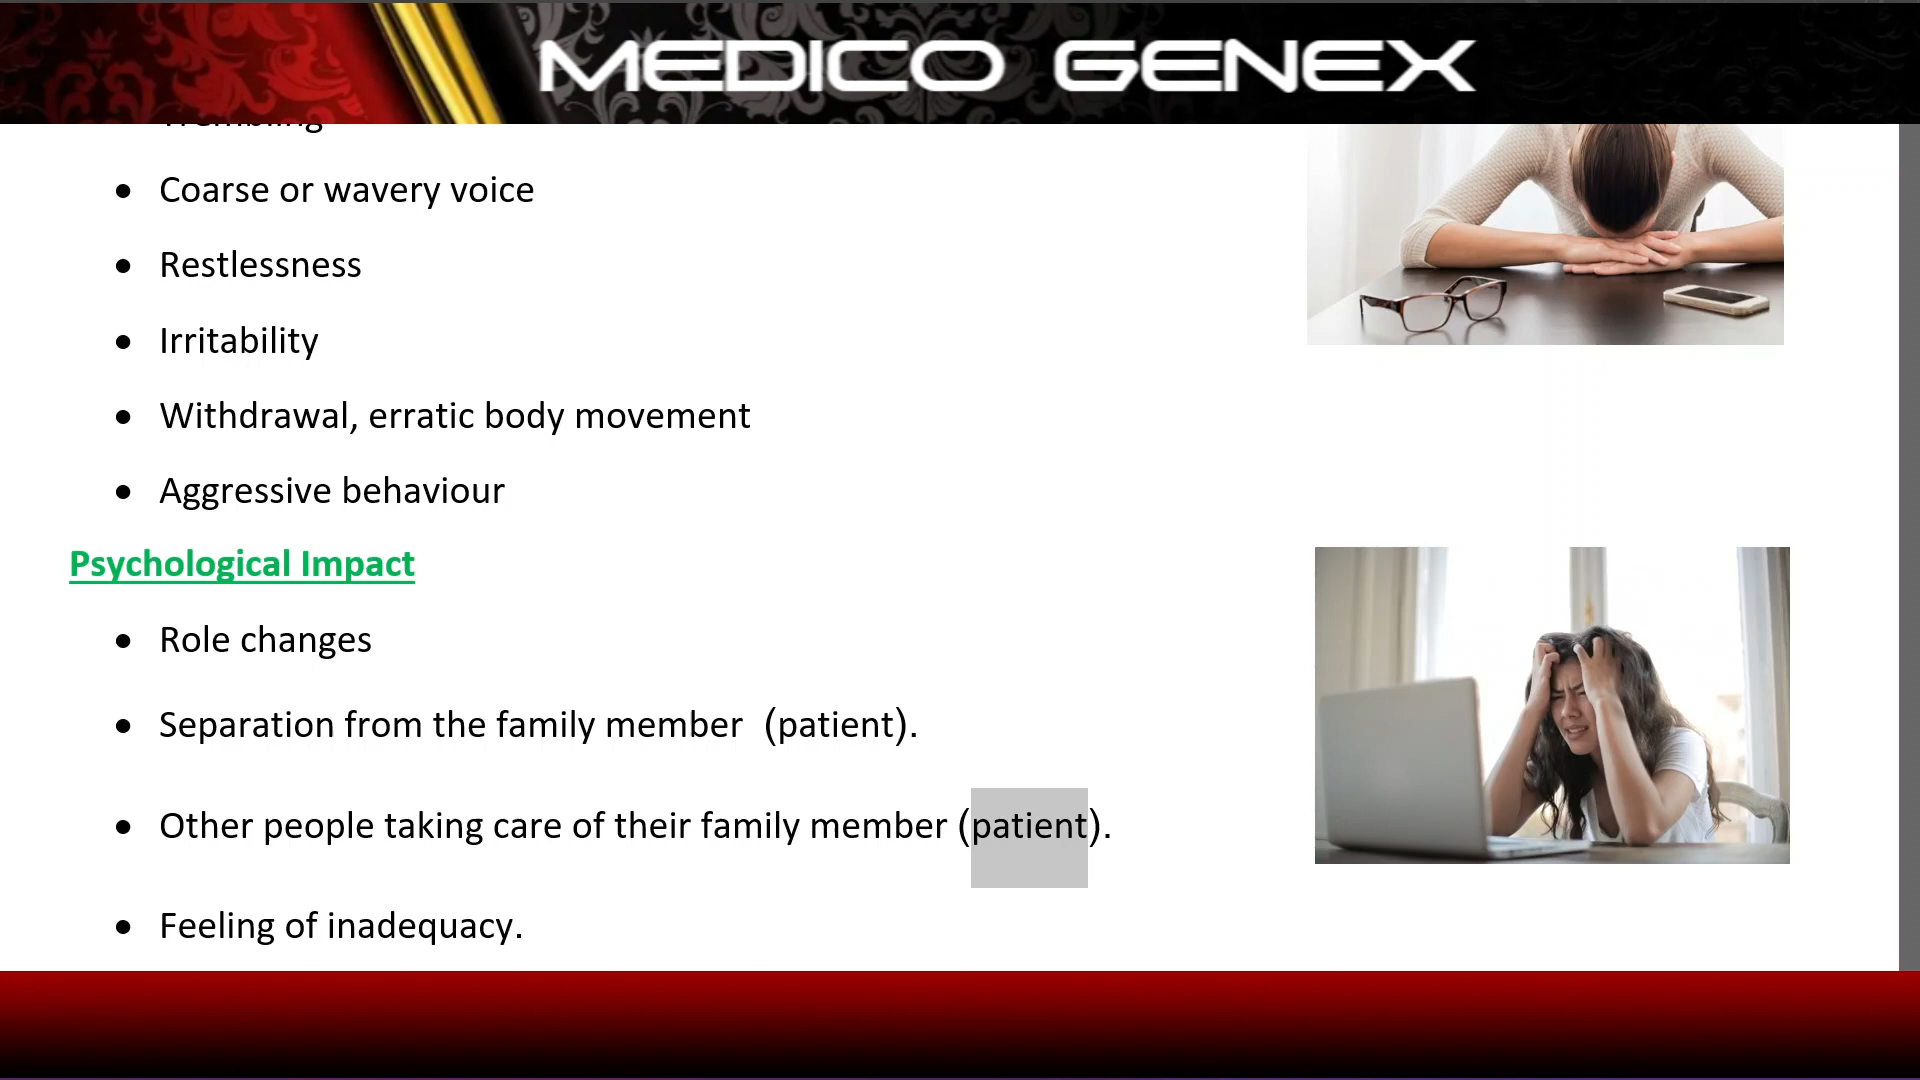 MEDICO GENEX
• Coarse or wavery voice
• Restlessness
• Irritability
• Withdrawal, erratic body movement
• Aggressive behaviour
Psychological Impact
• Role changes
• Separation from the family member  (patient).
• Other people taking care of their family member (patient).
• Feeling of inadequacy.